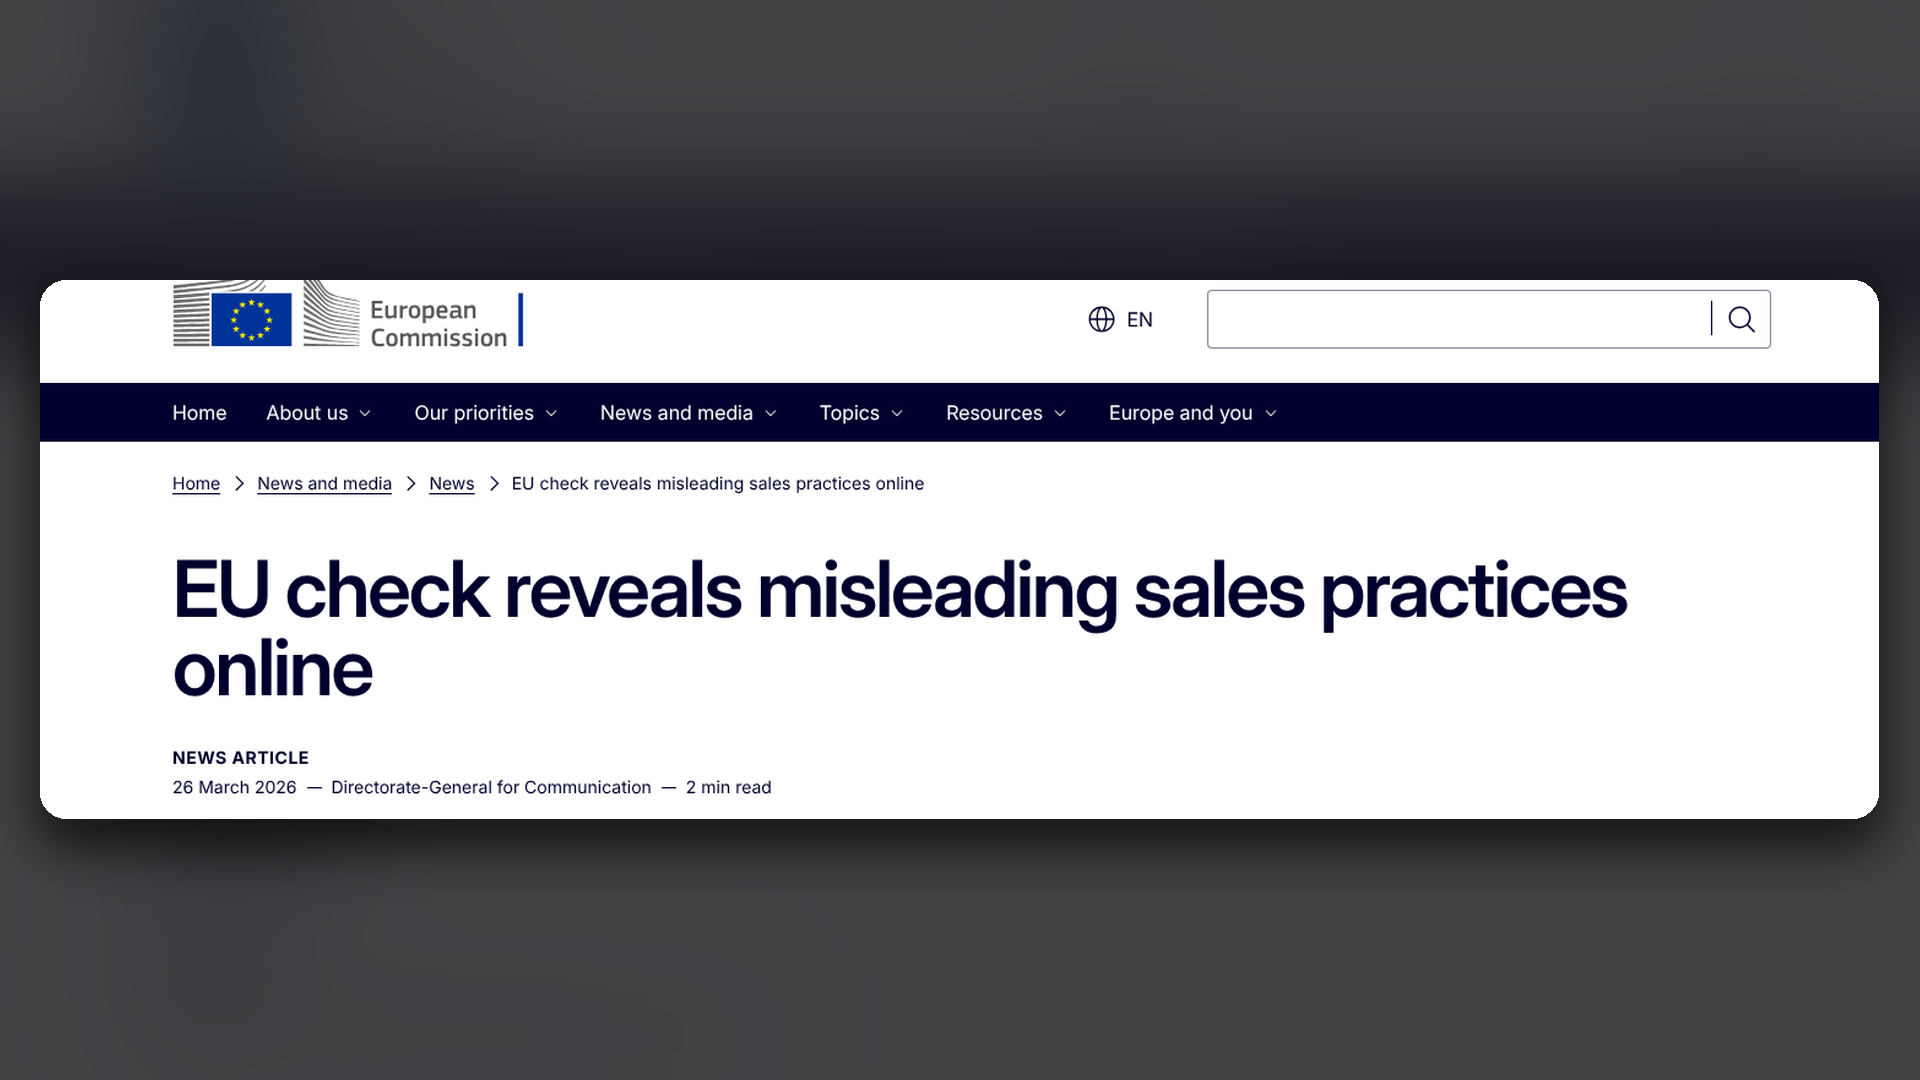 European
Commission
EN
Home About us Our priorities News and media Topics Resources Europe and you
Home News and media News EU check reveals misleading sales practices online
EU check reveals misleading sales practices
online
NEWS ARTICLE
26 March 2026 — Directorate-General for Communication — 2 min read